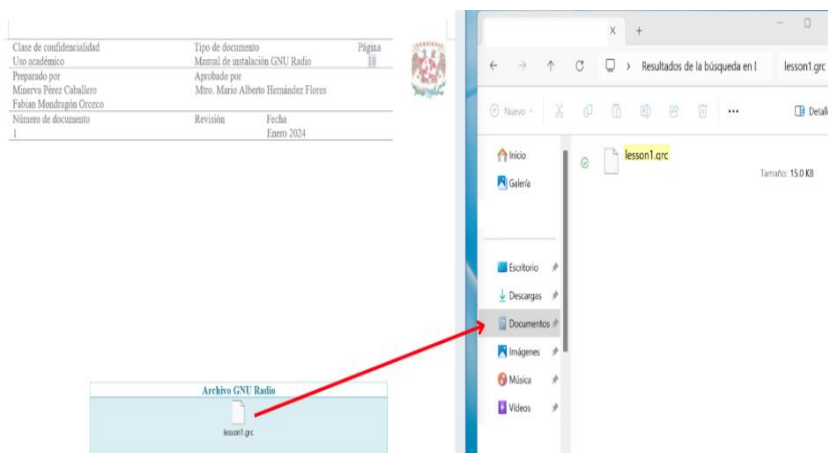 Clase de confidencialidad Tipo de documento Página
Uso académico Manual de instalación GNU Radio 18
Preparado por Aprobado por
Minerva Pérez Caballero Mtro. Mario Alberto Hernández Flores
Fabian Mondragón Orozco
Número de documento Revisión Fecha
1 Enero 2024
Archivo GNU Radio
lesson1.grc
Resultados de la búsqueda en l lesson1.grc
Nuevo Detall
Inicio
Galería
lesson1.grc
Tamaño: 15.0 KB
Escritorio
Descargas
Documentos
Imágenes
Música
Vídeos